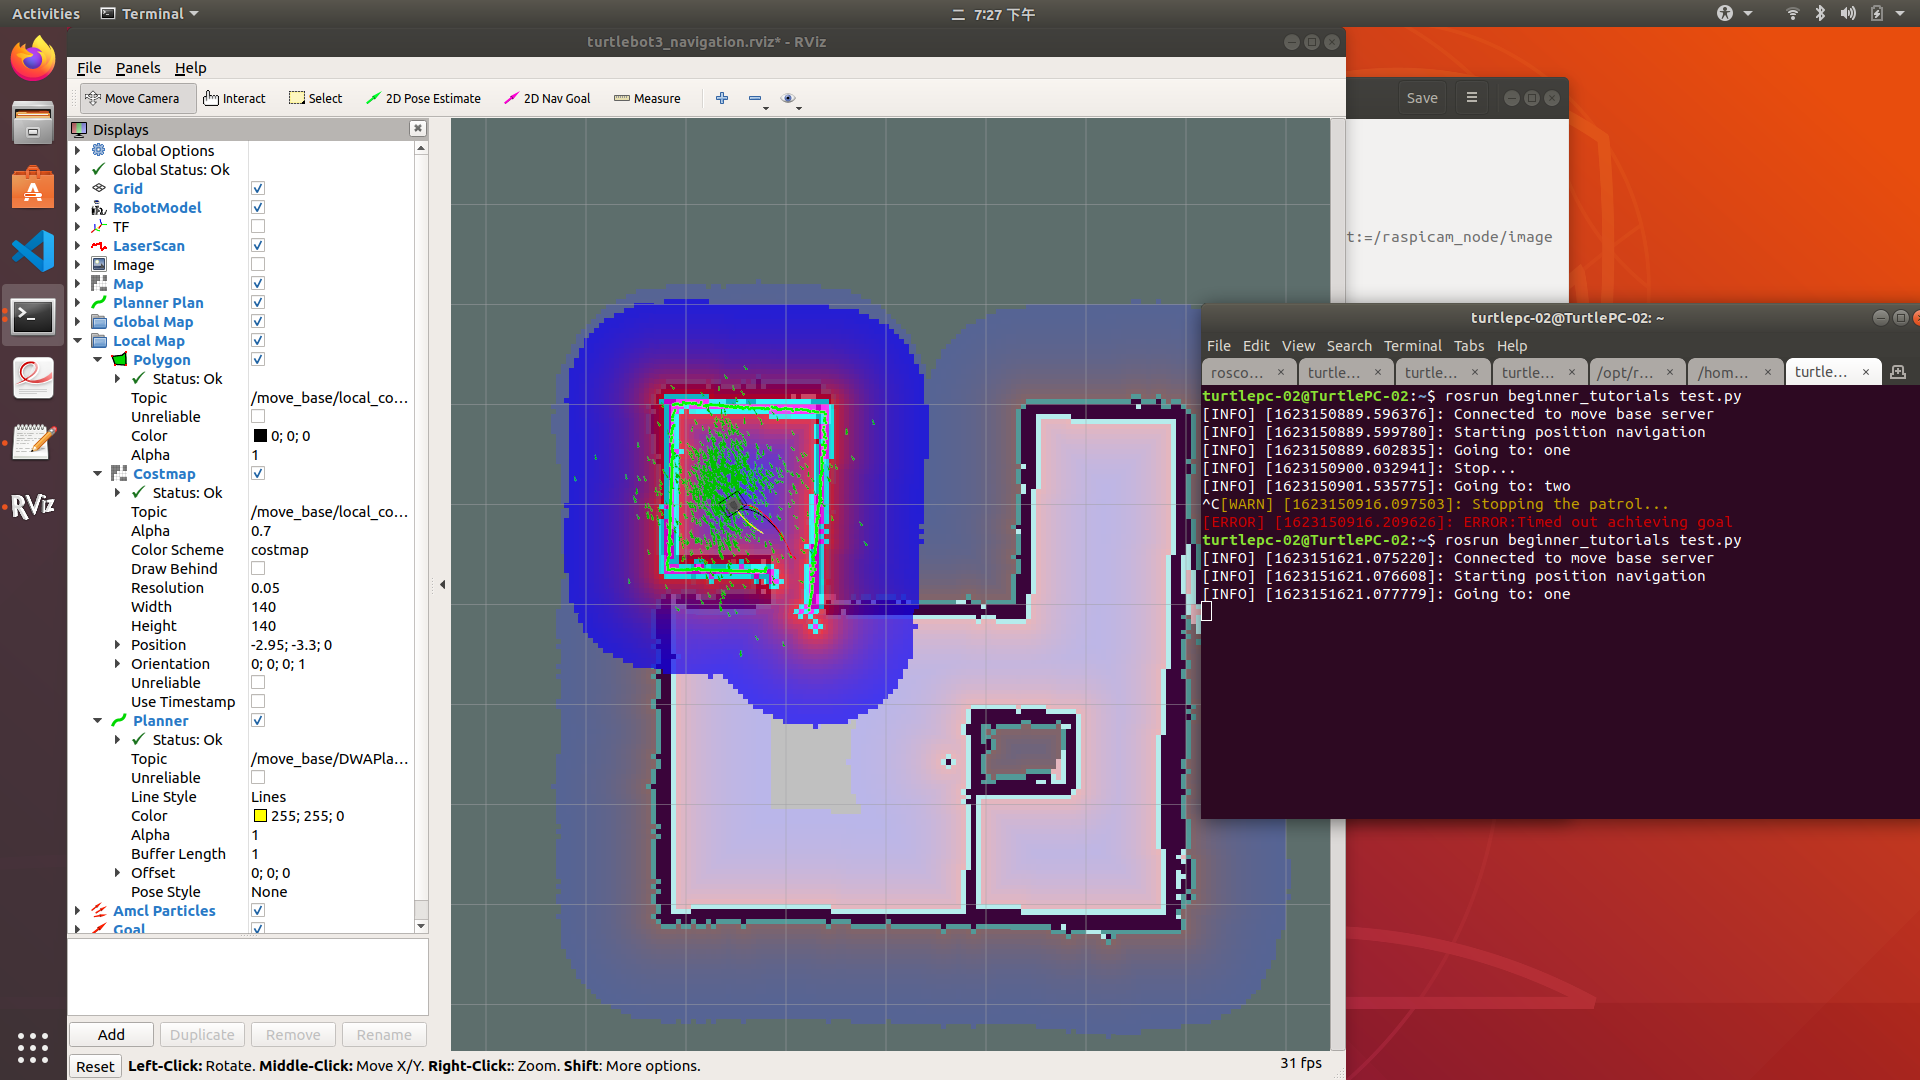 Activities
Terminal
二 7:27 下午
turtlebot3_navigation.rviz* - RViz
File Panels Help
Move Camera Interact Select 2D Pose Estimate 2D Nav Goal Measure
Displays
Global Options
Global Status: Ok
Grid
RobotModel
TF
LaserScan
Image
Map
Planner Plan
Global Map
Local Map
Polygon
Status: Ok
Topic /move_base/local_co…
Unreliable
Color 0; 0; 0
Alpha 1
Costmap
Status: Ok
Topic /move_base/local_co…
Alpha 0.7
Color Scheme costmap
Draw Behind
Resolution 0.05
Width 140
Height 140
Position -2.95; -3.3; 0
Orientation 0; 0; 0; 1
Unreliable
Use Timestamp
Planner
Status: Ok
Topic /move_base/DWAPla…
Unreliable
Line Style Lines
Color 255; 255; 0
Alpha 1
Buffer Length 1
Offset 0; 0; 0
Pose Style None
Amcl Particles
Goal
Add Duplicate Remove Rename
Reset Left-Click: Rotate. Middle-Click: Move X/Y. Right-Click:: Zoom. Shift: More options.
31 fps
RViz
Save
t:=/raspicam_node/image
turtlepc-02@TurtlePC-02: ~
File Edit View Search Terminal Tabs Help
rosco… turtle… turtle… turtle… /opt/r… /hom… turtle…
turtlepc-02@TurtlePC-02:~$ rosrun beginner_tutorials test.py
[INFO] [1623150889.596376]: Connected to move base server
[INFO] [1623150889.599780]: Starting position navigation
[INFO] [1623150889.602835]: Going to: one
[INFO] [1623150900.032941]: Stop...
[INFO] [1623150901.535775]: Going to: two
^C[WARN] [1623150916.097503]: Stopping the patrol...
[ERROR] [1623150916.209626]: ERROR:Timed out achieving goal
turtlepc-02@TurtlePC-02:~$ rosrun beginner_tutorials test.py
[INFO] [1623151621.075220]: Connected to move base server
[INFO] [1623151621.076608]: Starting position navigation
[INFO] [1623151621.077779]: Going to: one